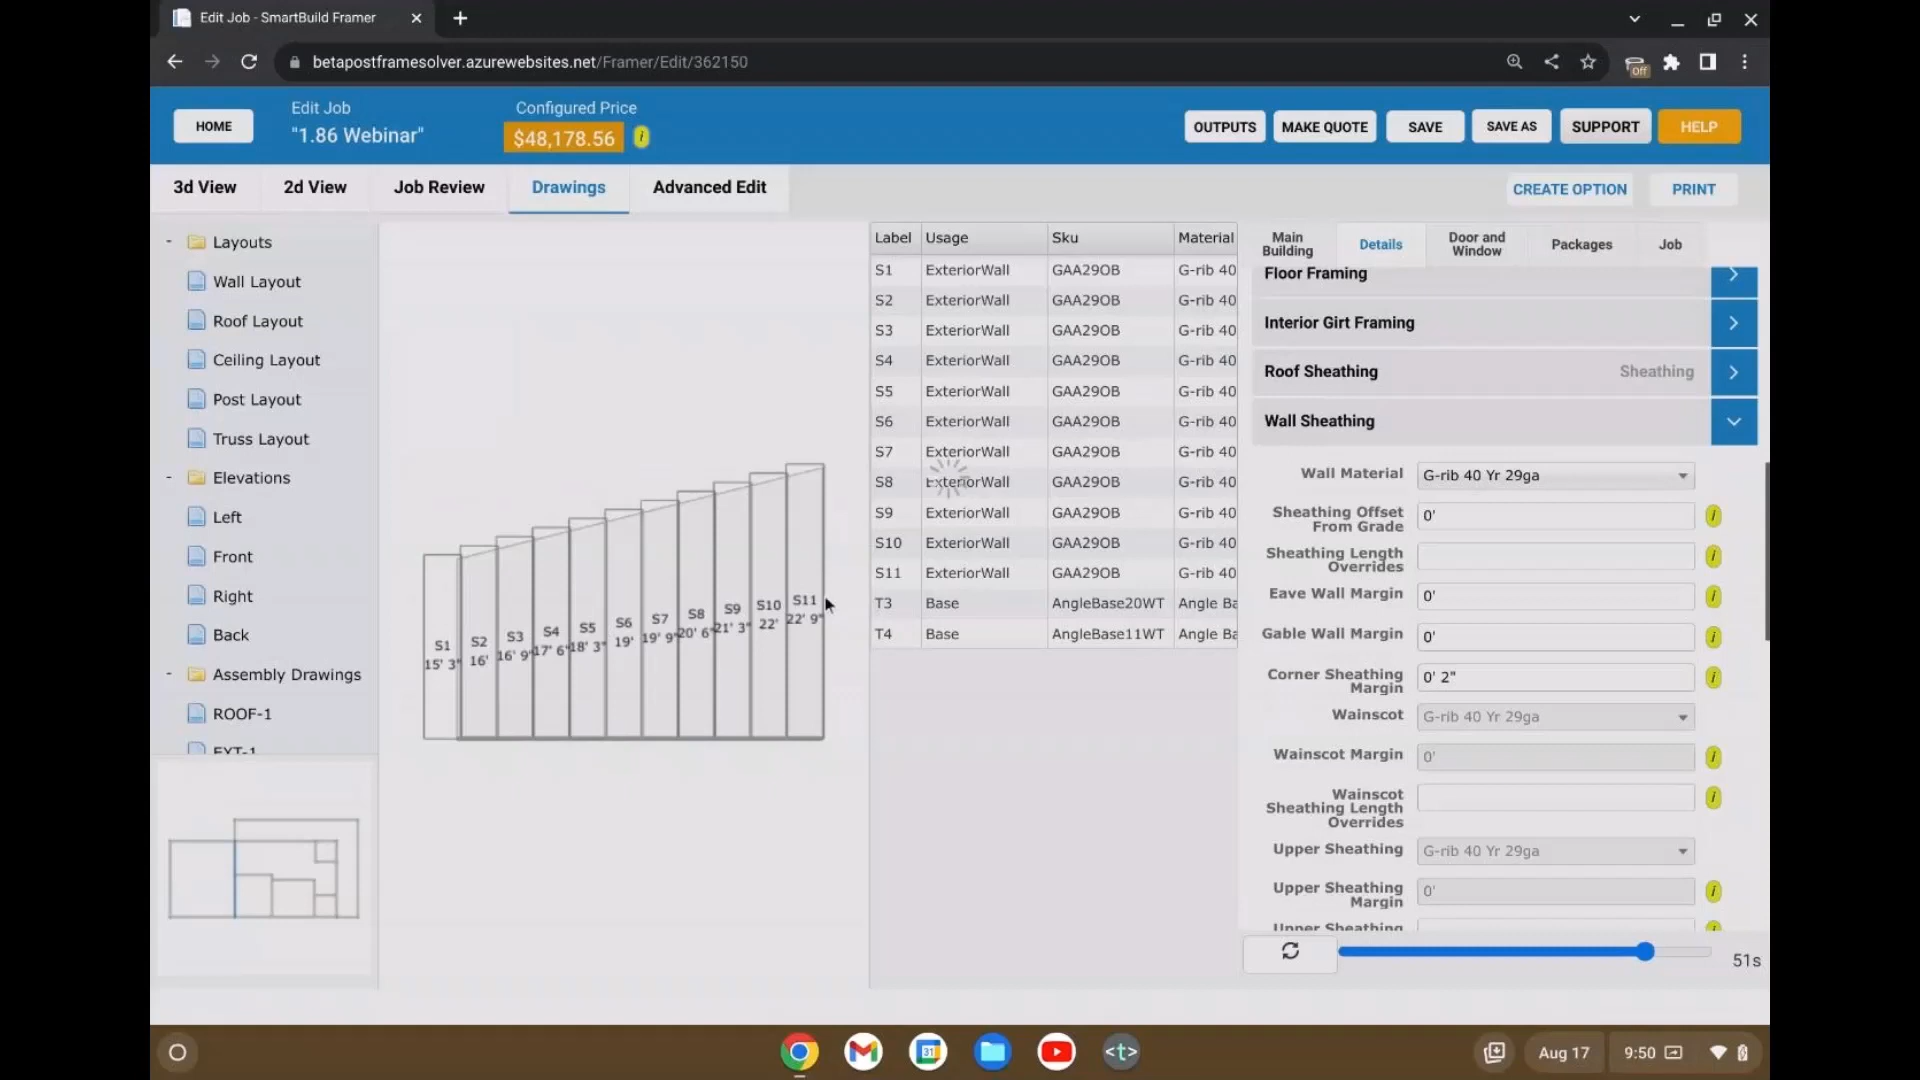 Edit Job - SmartBuild Framer
betapostframesolver.azurewebsites.net/Framer/Edit/362150
Off
HOME
Edit Job
"1.86 Webinar"
Configured Price
$48,178.56
i
OUTPUTS
MAKE QUOTE
SAVE
SAVE AS
SUPPORT
HELP
3d View
2d View
Job Review
Drawings
Advanced Edit
CREATE OPTION
PRINT
- Layouts
Wall Layout
Roof Layout
Ceiling Layout
Post Layout
Truss Layout
- Elevations
Left
Front
Right
Back
- Assembly Drawings
ROOF-1
EXT-1
S1
15' 3"
S2
16'
S3
16' 9"
S4
17' 6"
S5
18' 3"
S6
19'
S7
19' 9"
S8
20' 6"
S9
21' 3"
S10
22'
S11
22' 9"
Label Usage Sku Material
S1 ExteriorWall GAA29OB G-rib 40
S2 ExteriorWall GAA29OB G-rib 40
S3 ExteriorWall GAA29OB G-rib 40
S4 ExteriorWall GAA29OB G-rib 40
S5 ExteriorWall GAA29OB G-rib 40
S6 ExteriorWall GAA29OB G-rib 40
S7 ExteriorWall GAA29OB G-rib 40
S8 ExteriorWall GAA29OB G-rib 40
S9 ExteriorWall GAA29OB G-rib 40
S10 ExteriorWall GAA29OB G-rib 40
S11 ExteriorWall GAA29OB G-rib 40
T3 Base AngleBase20WT Angle Ba
T4 Base AngleBase11WT Angle Ba
Main
Building
Details
Door and
Window
Packages
Job
Floor Framing
Interior Girt Framing
Roof Sheathing Sheathing
Wall Sheathing
Wall Material G-rib 40 Yr 29ga
Sheathing Offset
From Grade
0'
i
Sheathing Length
Overrides
i
Eave Wall Margin 0' i
Gable Wall Margin 0' i
Corner Sheathing
Margin
0' 2"
i
Wainscot G-rib 40 Yr 29ga
Wainscot Margin 0' i
Wainscot
Sheathing Length
Overrides
i
Upper Sheathing G-rib 40 Yr 29ga
Upper Sheathing
Margin
0'
i
Upper Sheathing
i
51s
31
<t>
Aug 17
9:50